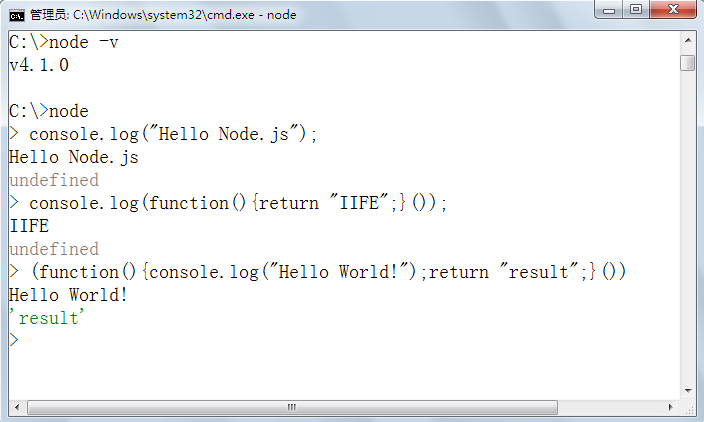 管理员: C:\Windows\system32\cmd.exe - node
C:\>node -v
v4.1.0
C:\>node
> console.log("Hello Node.js");
Hello Node.js
undefined
> console.log(function(){return "IIFE";}());
IIFE
undefined
> (function(){console.log("Hello World!");return "result";}())
Hello World!
'result'
>